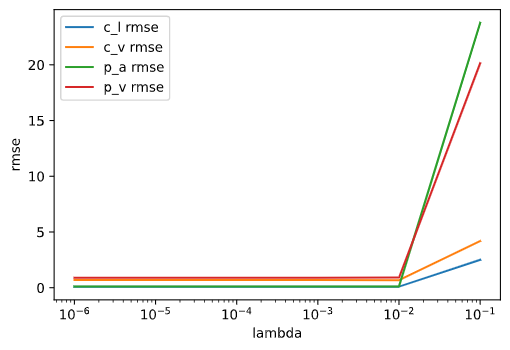 c_l rmse
c_v rmse
p_a rmse
p_v rmse
rmse
20
15
10
5
0
10⁻⁶ 10⁻⁵ 10⁻⁴ 10⁻³ 10⁻² 10⁻¹
lambda